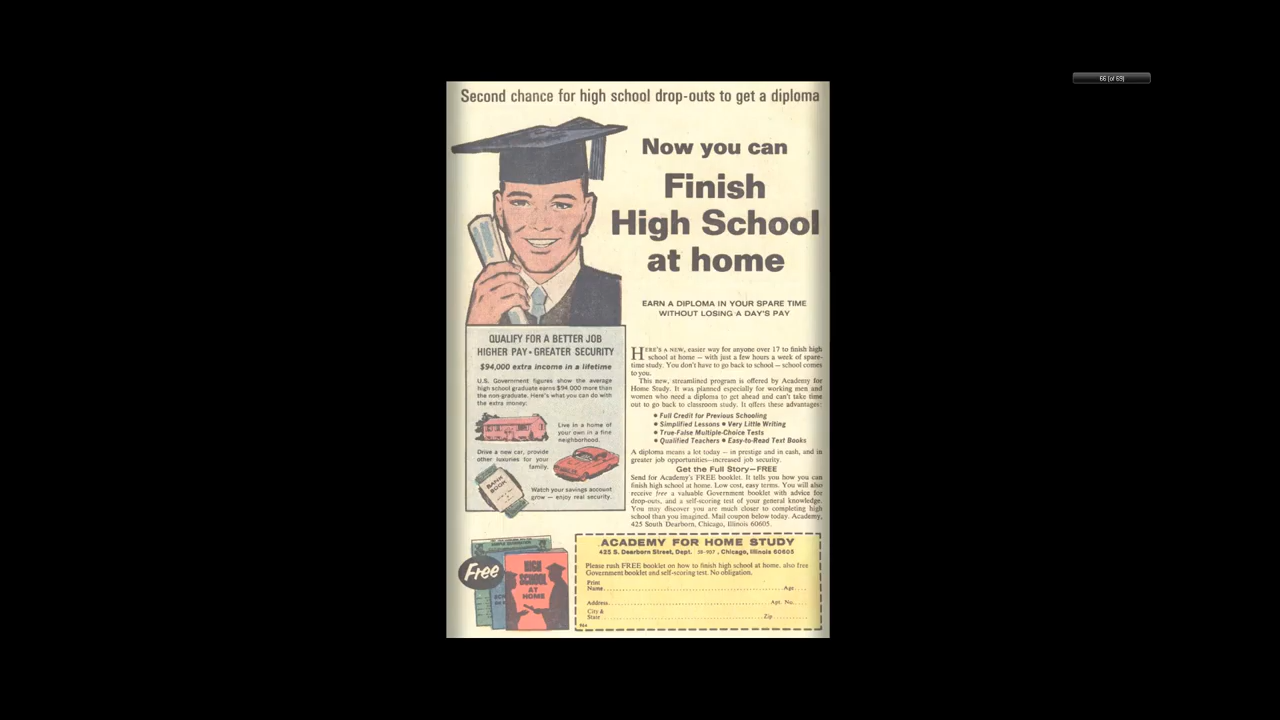 66 (of 69)
Second chance for high school drop-outs to get a diploma
Now you can
Finish
High School
at home
EARN A DIPLOMA IN YOUR SPARE TIME
WITHOUT LOSING A DAY'S PAY
QUALIFY FOR A BETTER JOB
HIGHER PAY • GREATER SECURITY
$94,000 extra income in a lifetime
U.S. Government figures show the average
high school graduate earns $94,000 more than
the non-graduate. Here's what you can do with
the extra money:
Live in a home of
your own in a fine
neighborhood.
Drive a new car, provide
other luxuries for your
family.
BANK
BOOK
Watch your savings account
grow — enjoy real security.
HERE'S A NEW, easier way for anyone over 17 to finish high
school at home — with just a few hours a week of spare-
time study. You don't have to go back to school — school comes
to you.
This new, streamlined program is offered by Academy for
Home Study. It was planned especially for working men and
women who need a diploma to get ahead and can't take time
out to go back to classroom study. It offers these advantages:
• Full Credit for Previous Schooling
• Simplified Lessons • Very Little Writing
• True-False Multiple-Choice Tests
• Qualified Teachers • Easy-to-Read Text Books
A diploma means a lot today — in prestige and in cash, and in
greater job opportunities—increased job security.
Get the Full Story—FREE
Send for Academy's FREE booklet. It tells you how you can
finish high school at home. Low cost, easy terms. You will also
receive free a valuable Government booklet with advice for
drop-outs, and a self-scoring test of your general knowledge.
You may discover you are much closer to completing high
school than you imagined. Mail coupon below today. Academy,
425 South Dearborn, Chicago, Illinois 60605.
Free
HIGH
SCHOOL
AT
HOME
ACADEMY FOR HOME STUDY
425 S. Dearborn Street, Dept. , Chicago, Illinois 60605
Please rush FREE booklet on how to finish high school at home, also free
Government booklet and self-scoring test. No obligation.
Print
Name Age
Address Apt. No.
City &
State Zip